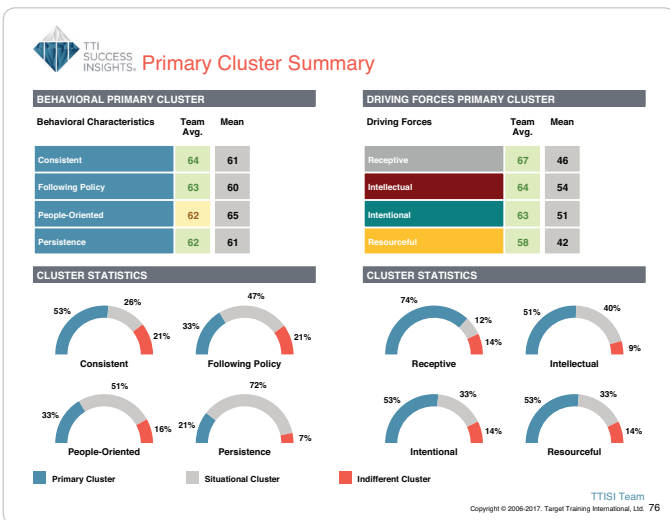 TTI
SUCCESS
INSIGHTS®
Primary Cluster Summary
BEHAVIORAL PRIMARY CLUSTER
Behavioral Characteristics Team Avg. Mean
Consistent 64 61
Following Policy 63 60
People-Oriented 62 65
Persistence 62 61
DRIVING FORCES PRIMARY CLUSTER
Driving Forces Team Avg. Mean
Receptive 67 46
Intellectual 64 54
Intentional 63 51
Resourceful 58 42
CLUSTER STATISTICS
53% 26% 21%
Consistent
33% 47% 21%
Following Policy
33% 51% 16%
People-Oriented
21% 72% 7%
Persistence
CLUSTER STATISTICS
74% 12% 14%
Receptive
51% 40% 9%
Intellectual
53% 33% 14%
Intentional
53% 33% 14%
Resourceful
Primary Cluster Situational Cluster Indifferent Cluster
TTISI Team
Copyright © 2006-2017. Target Training International, Ltd. 76